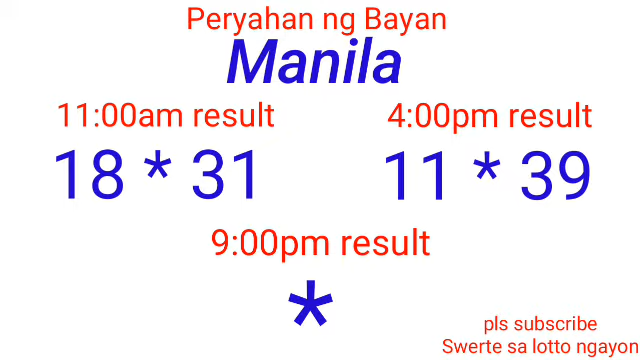 Peryahan ng Bayan
Manila
11:00am result
4:00pm result
18 * 31
11 * 39
9:00pm result
*
pls subscribe
Swerte sa lotto ngayon